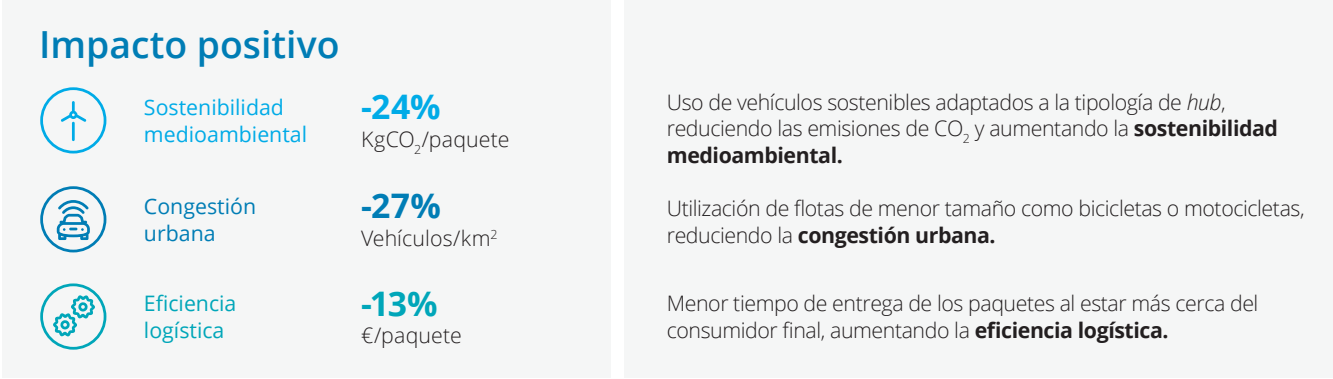 Impacto positivo
Sostenibilidad
medioambiental
-24%
KgCO₂/paquete
Uso de vehículos sostenibles adaptados a la tipología de hub,
reduciendo las emisiones de CO₂ y aumentando la sostenibilidad
medioambiental.
Congestión
urbana
-27%
Vehículos/km²
Utilización de flotas de menor tamaño como bicicletas o motocicletas,
reduciendo la congestión urbana.
Eficiencia
logística
-13%
€/paquete
Menor tiempo de entrega de los paquetes al estar más cerca del
consumidor final, aumentando la eficiencia logística.